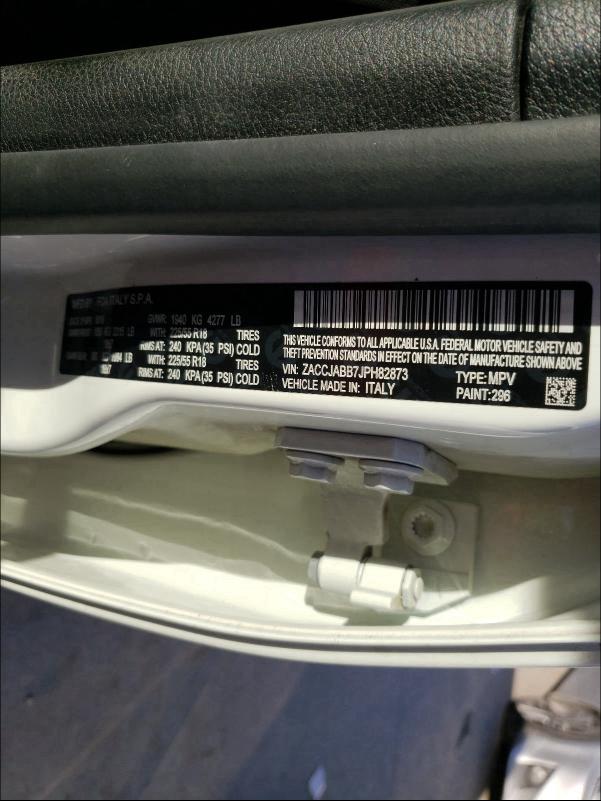 MFD BY: FCA ITALY S.P.A.
GVWR: 1940 KG 4277 LB
WITH: 225/55 R18 TIRES
RIMS AT: 240 KPA(35 PSI) COLD
WITH: 225/55 R18 TIRES
RIMS AT: 240 KPA(35 PSI) COLD
THIS VEHICLE CONFORMS TO ALL APPLICABLE U.S.A. FEDERAL MOTOR VEHICLE SAFETY AND
THEFT PREVENTION STANDARDS IN EFFECT ON THE DATE OF MANUFACTURE SHOWN ABOVE
VIN: ZACCJABB7JPH82873 TYPE: MPV
VEHICLE MADE IN: ITALY PAINT: 296